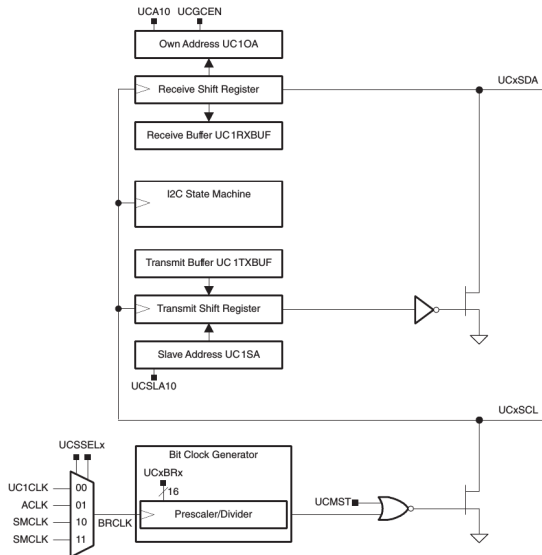 UCA10 UCGCEN
Own Address UC1OA
UCxSDA
Receive Shift Register
Receive Buffer UC1RXBUF
I2C State Machine
Transmit Buffer UC1TXBUF
Transmit Shift Register
Slave Address UC1SA
UCSLA10
UCxSCL
UCSSELx
Bit Clock Generator
UCxBRx
UC1CLK 00
16
ACLK 01
UCMST
BRCLK
Prescaler/Divider
SMCLK 10
SMCLK 11